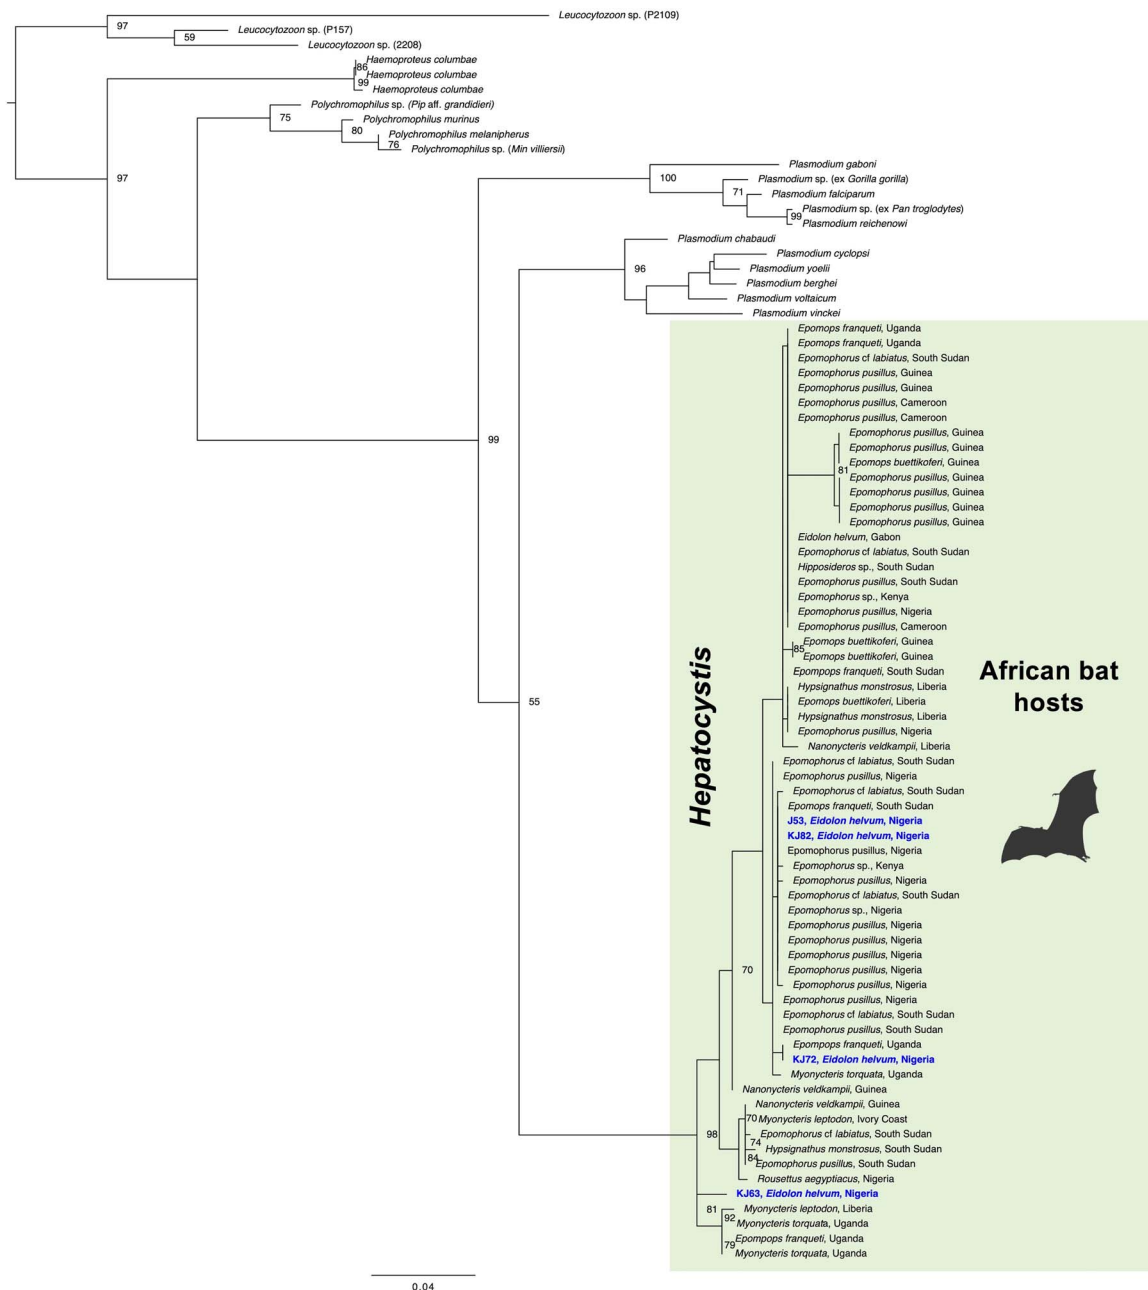 Leucocytozoon sp. (P2109)
97
Leucocytozoon sp. (P157)
59
Leucocytozoon sp. (2208)
Haemoproteus columbae
86
Haemoproteus columbae
99
Haemoproteus columbae
Polychromophilus sp. (Pip aff. grandidieri)
75
Polychromophilus murinus
80
Polychromophilus melanipherus
76
Polychromophilus sp. (Min villiersii)
97
Plasmodium gaboni
100
Plasmodium sp. (ex Gorilla gorilla)
71
Plasmodium falciparum
Plasmodium sp. (ex Pan troglodytes)
99
Plasmodium reichenowi
Plasmodium chabaudi
Plasmodium cyclopsi
96
Plasmodium yoelii
Plasmodium berghei
Plasmodium voltaicum
Plasmodium vinckei
Epomops franqueti, Uganda
Epomops franqueti, Uganda
Epomophorus cf labiatus, South Sudan
Epomophorus pusillus, Guinea
Epomophorus pusillus, Guinea
Epomophorus pusillus, Cameroon
Epomophorus pusillus, Cameroon
Epomophorus pusillus, Guinea
99
Epomophorus pusillus, Guinea
Epomops buettikoferi, Guinea
81
Epomophorus pusillus, Guinea
Epomophorus pusillus, Guinea
Epomophorus pusillus, Guinea
Epomophorus pusillus, Guinea
Eidolon helvum, Gabon
Epomophorus cf labiatus, South Sudan
Hipposideros sp., South Sudan
Epomophorus pusillus, South Sudan
Epomophorus sp., Kenya
Epomophorus pusillus, Nigeria
Epomophorus pusillus, Cameroon
Epomops buettikoferi, Guinea
85
Epomops buettikoferi, Guinea
Epompops franqueti, South Sudan
Hypsignathus monstrosus, Liberia
Epomops buettikoferi, Liberia
Hypsignathus monstrosus, Liberia
Epomophorus pusillus, Nigeria
Nanonycteris veldkampii, Liberia
55
Hepatocystis
African bat
hosts
Epomophorus cf labiatus, South Sudan
Epomophorus pusillus, Nigeria
Epomophorus cf labiatus, South Sudan
Epomops franqueti, South Sudan
J53, Eidolon helvum, Nigeria
KJ82, Eidolon helvum, Nigeria
Epomophorus pusillus, Nigeria
Epomophorus sp., Kenya
Epomophorus pusillus, Nigeria
Epomophorus cf labiatus, South Sudan
Epomophorus sp., Nigeria
Epomophorus pusillus, Nigeria
Epomophorus pusillus, Nigeria
Epomophorus pusillus, Nigeria
70
Epomophorus pusillus, Nigeria
Epomophorus pusillus, Nigeria
Epomophorus pusillus, Nigeria
Epomophorus cf labiatus, South Sudan
Epomophorus pusillus, South Sudan
Epompops franqueti, Uganda
KJ72, Eidolon helvum, Nigeria
Myonycteris torquata, Uganda
Nanonycteris veldkampii, Guinea
Nanonycteris veldkampii, Guinea
70
Myonycteris leptodon, Ivory Coast
98
Epomophorus cf labiatus, South Sudan
74
Hypsignathus monstrosus, South Sudan
84
Epomophorus pusillus, South Sudan
Rousettus aegyptiacus, Nigeria
KJ63, Eidolon helvum, Nigeria
81
Myonycteris leptodon, Liberia
92
Myonycteris torquata, Uganda
Epompops franqueti, Uganda
79
Myonycteris torquata, Uganda
0.04